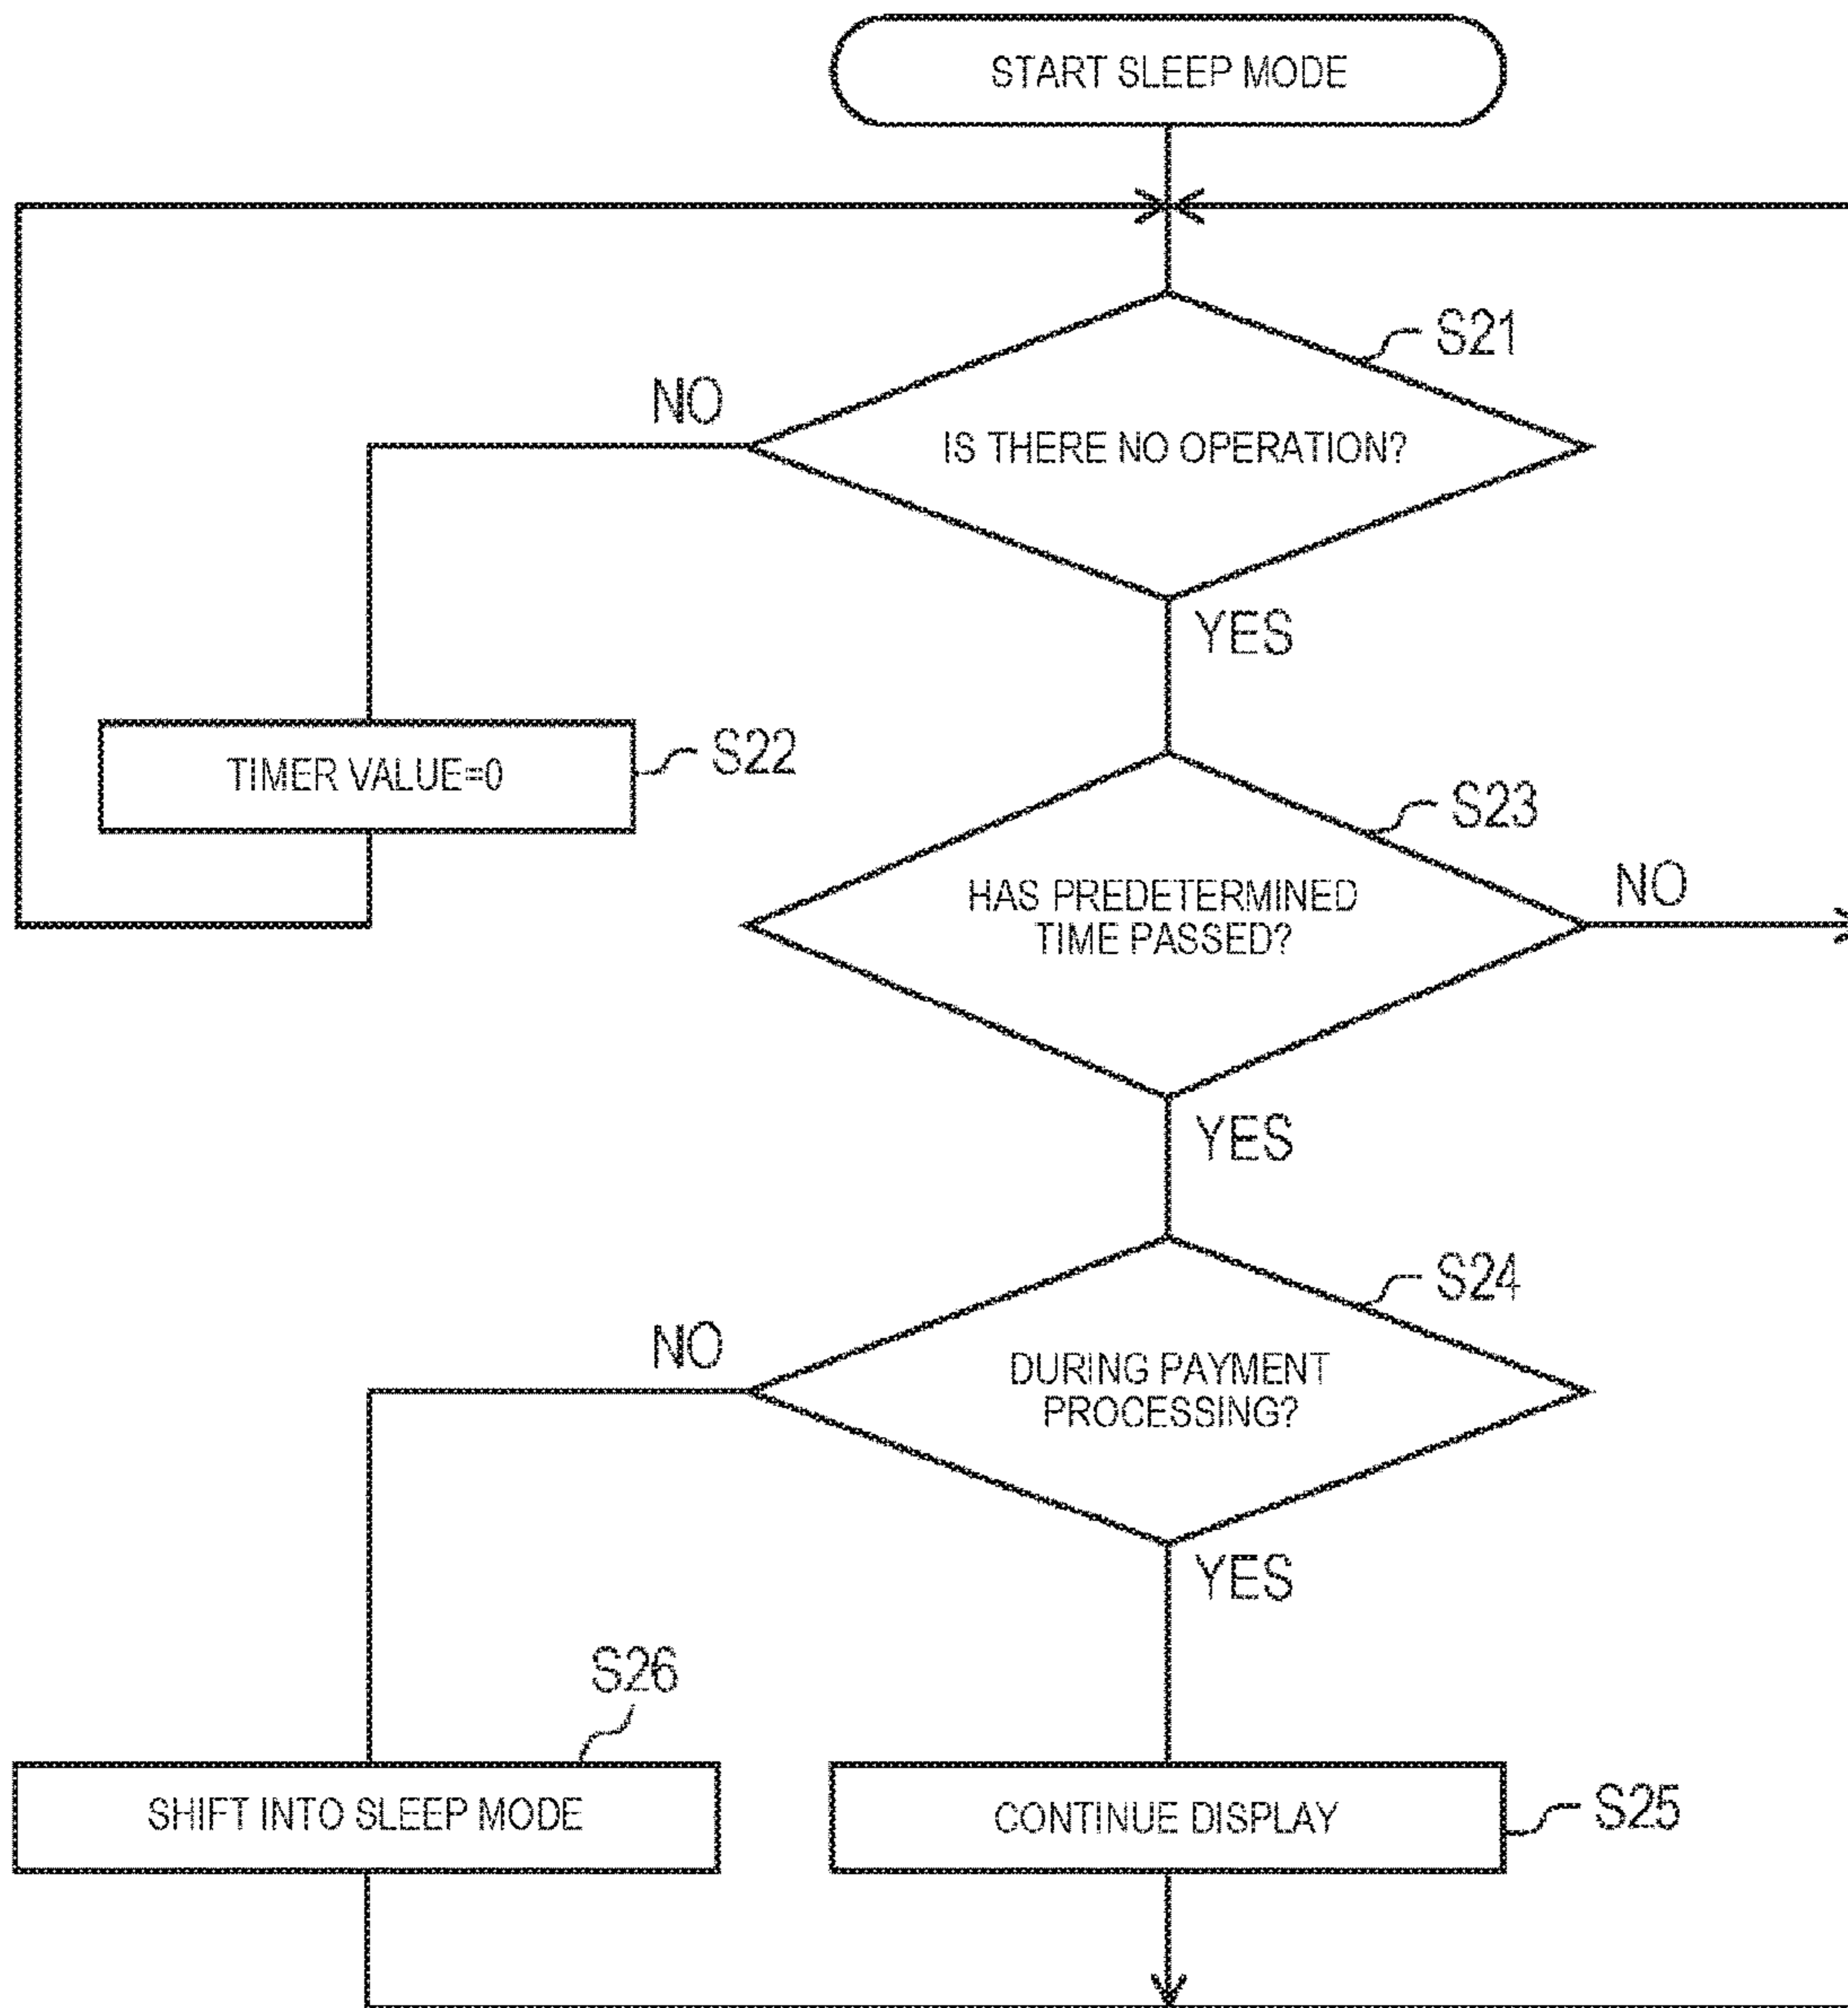 START SLEEP MODE
S21
NO
IS THERE NO OPERATION?
YES
S22
TIMER VALUE=0
S23
HAS PREDETERMINED
TIME PASSED?
NO
YES
S24
NO
DURING PAYMENT
PROCESSING?
YES
S26
SHIFT INTO SLEEP MODE
CONTINUE DISPLAY
S25